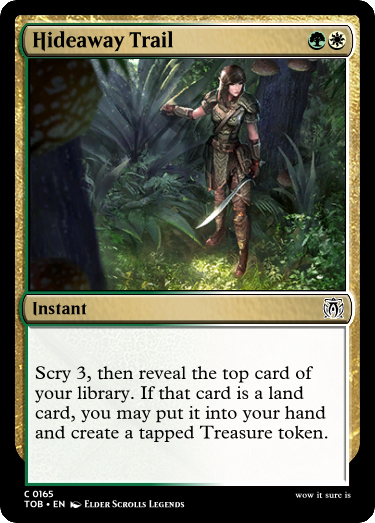 Hideaway Trail
Instant
Scry 3, then reveal the top card of
your library. If that card is a land
card, you may put it into your hand
and create a tapped Treasure token.
C 0165
TOB • EN Elder Scrolls Legends
wow it sure is